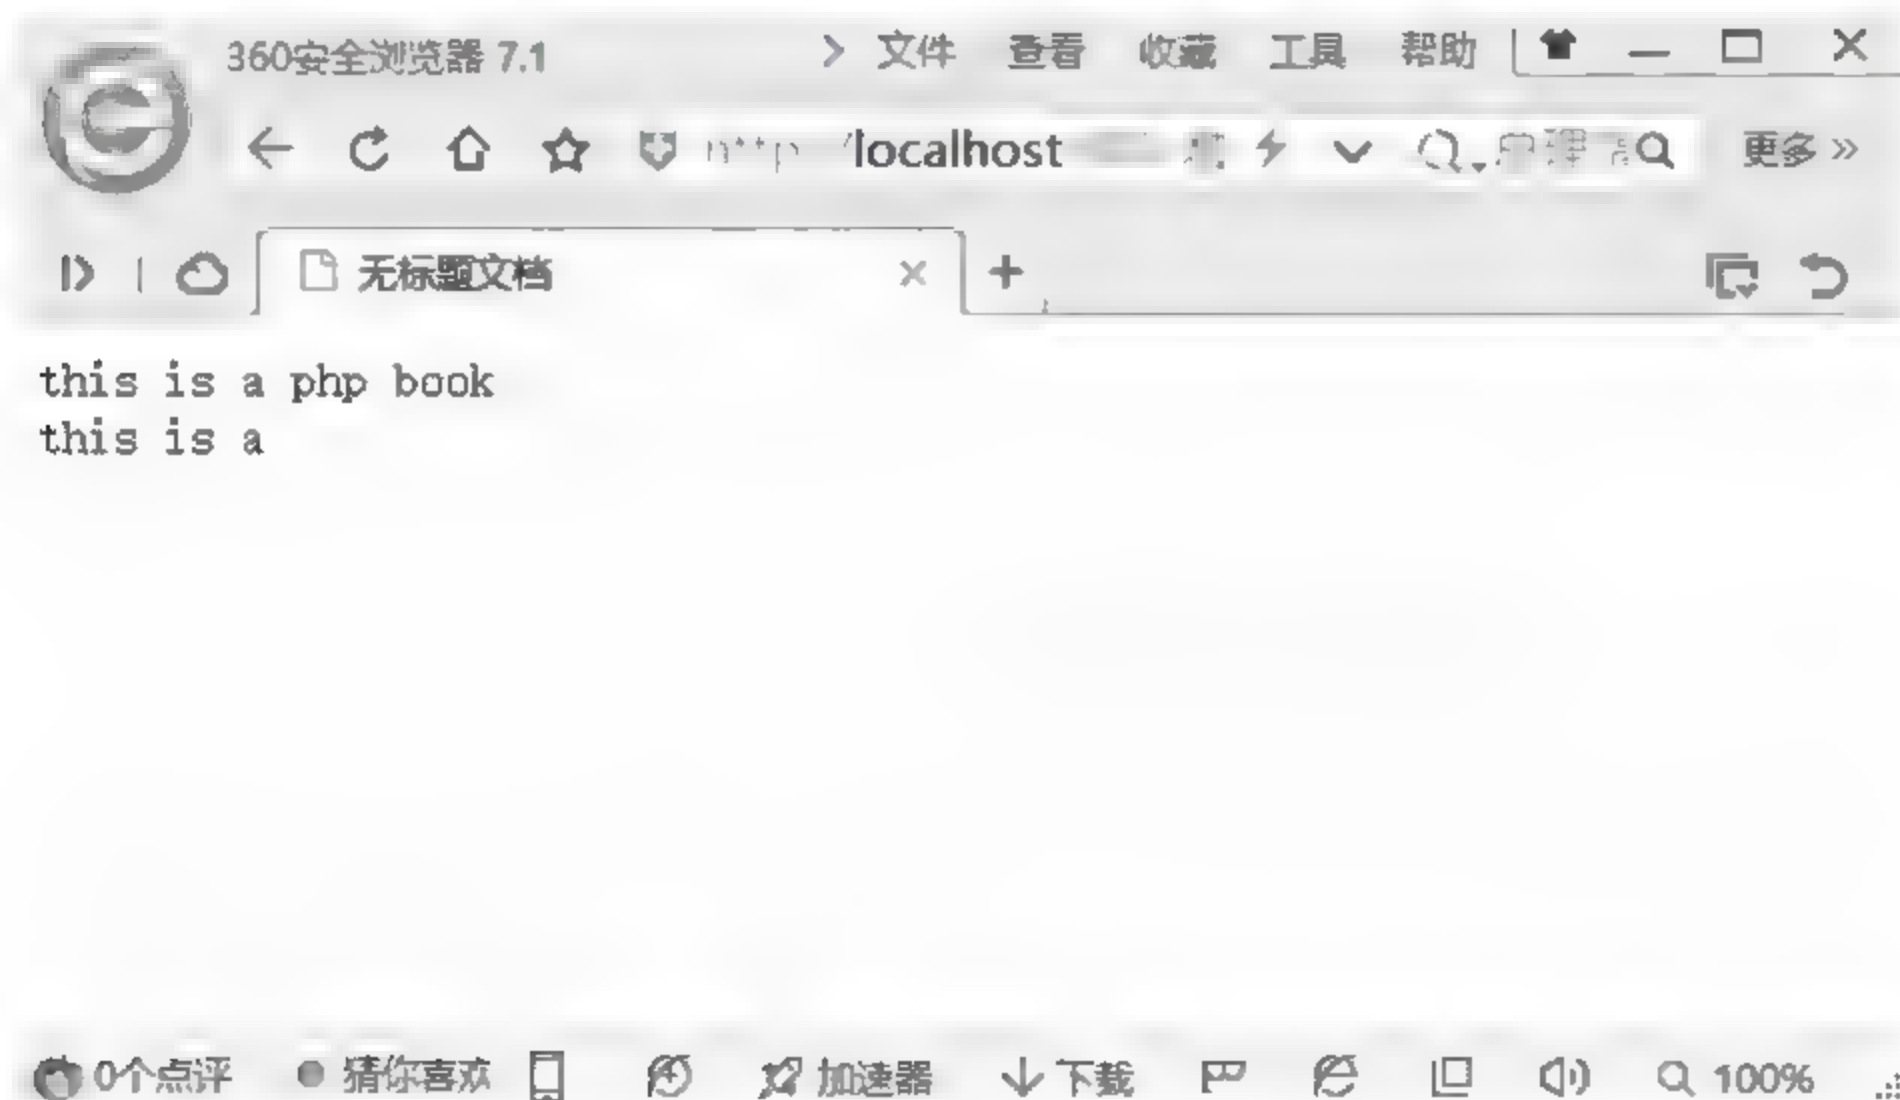 360安全浏览器 7.1 文件 查看 收藏 工具 帮助
localhost 更多 »
无标题文档
this is a php book
this is a
0个点评 猜你喜欢 加速器 下载 100%